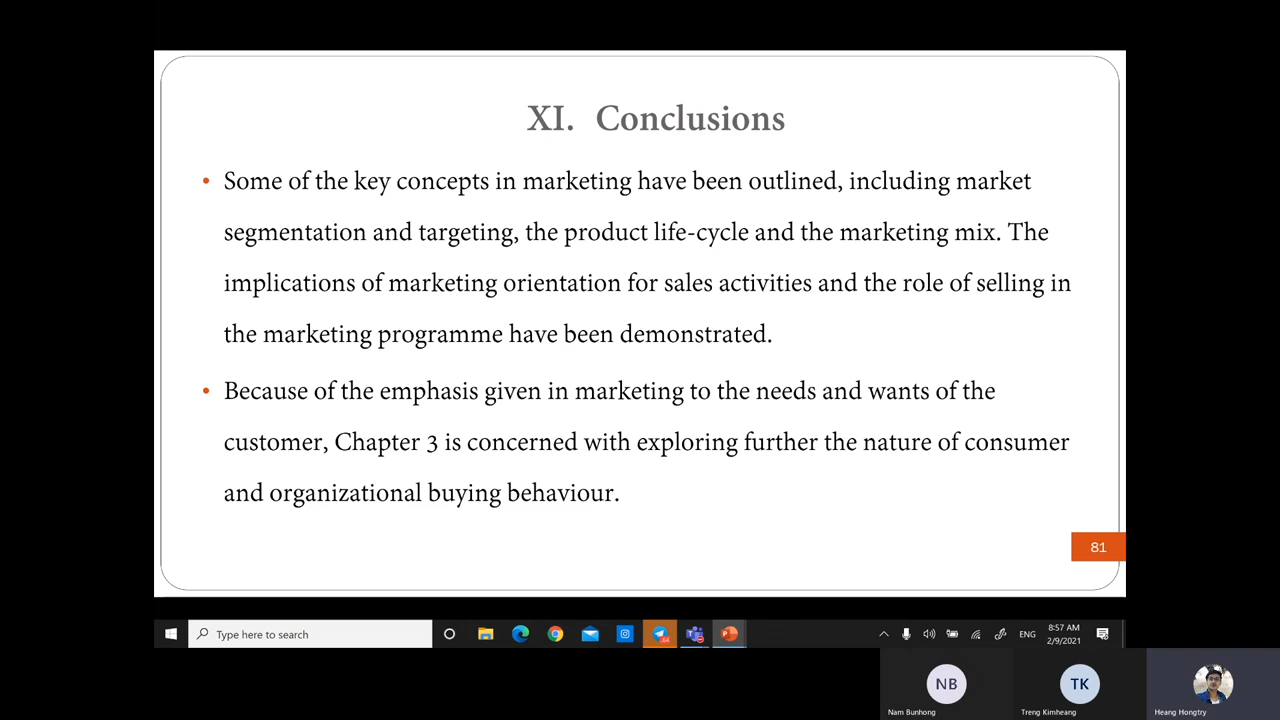 XI. Conclusions
• Some of the key concepts in marketing have been outlined, including market
segmentation and targeting, the product life-cycle and the marketing mix. The
implications of marketing orientation for sales activities and the role of selling in
the marketing programme have been demonstrated.
• Because of the emphasis given in marketing to the needs and wants of the
customer, Chapter 3 is concerned with exploring further the nature of consumer
and organizational buying behaviour.
81
Type here to search
ENG
8:57 AM
2/9/2021
NB
TK
Nam Bunhong
Treng Kimheang
Heang Hongtry